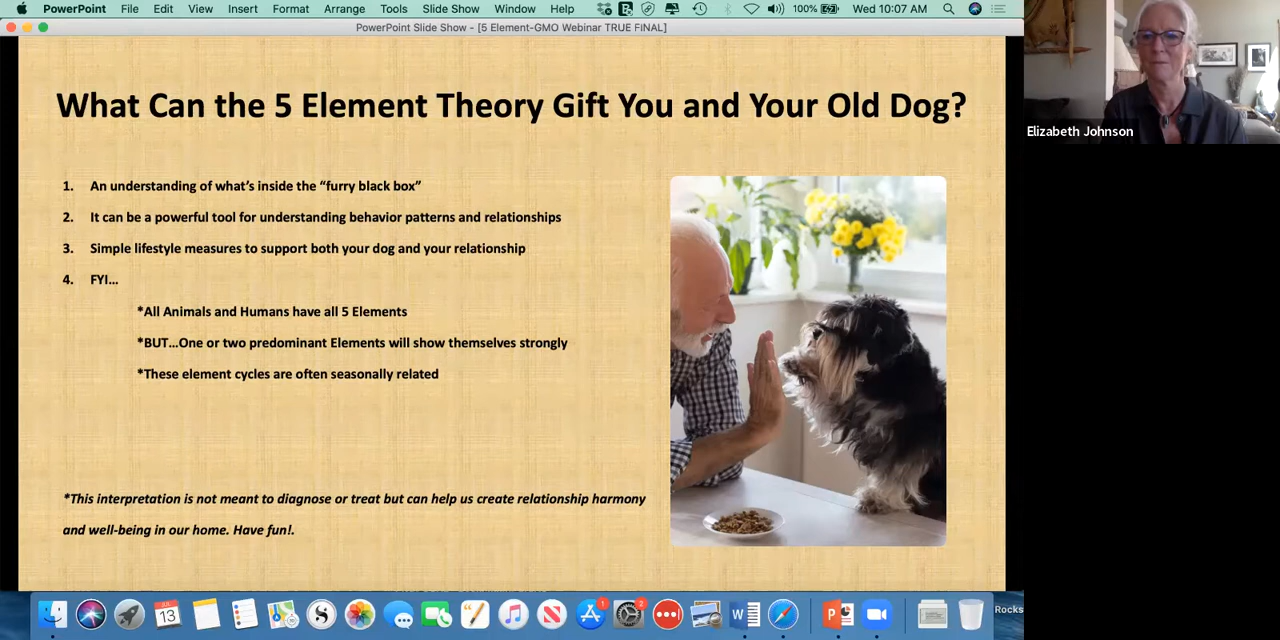 PowerPoint File Edit View Insert Format Arrange Tools Slide Show Window Help 100% Wed 10:07 AM
PowerPoint Slide Show - [5 Element-GMO Webinar TRUE FINAL]
What Can the 5 Element Theory Gift You and Your Old Dog?
1. An understanding of what’s inside the “furry black box”
2. It can be a powerful tool for understanding behavior patterns and relationships
3. Simple lifestyle measures to support both your dog and your relationship
4. FYI…
*All Animals and Humans have all 5 Elements
*BUT…One or two predominant Elements will show themselves strongly
*These element cycles are often seasonally related
*This interpretation is not meant to diagnose or treat but can help us create relationship harmony
and well-being in our home. Have fun!.
Elizabeth Johnson
13
1
2
Rocks